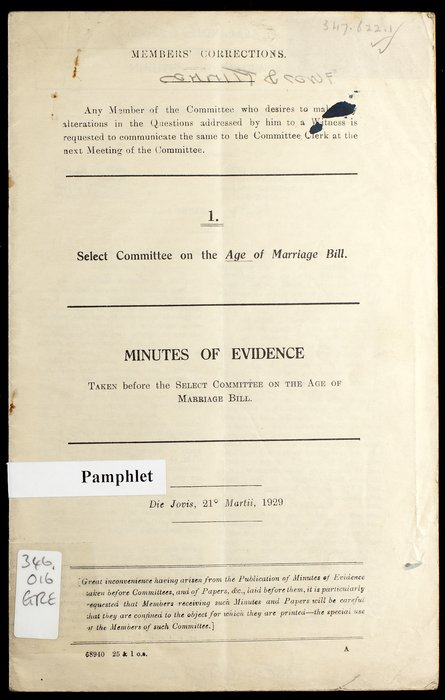 347.622.1
MEMBERS' CORRECTIONS.
Any Member of the Committee who desires to
alterations in the Questions addressed by him to a Witness is
requested to communicate the same to the Committee Clerk at the
next Meeting of the Committee.
1.
Select Committee on the Age of Marriage Bill.
MINUTES OF EVIDENCE
TAKEN before the SELECT COMMITTEE ON THE AGE OF
MARRIAGE BILL.
Pamphlet
Die Jovis, 21° Martii, 1929
346.
016
GRE
[Great inconvenience having arisen from the Publication of Minutes of Evidence
taken before Committees, and of Papers, &c., laid before them, it is particularly
requested that Members receiving such Minutes and Papers will be careful
that they are confined to the object for which they are printed—the special use
of the Members of such Committee.]
68940 25 & 1 o.s. A